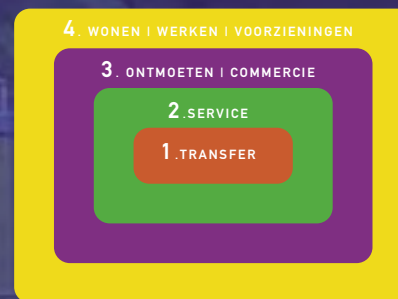 4. WONEN | WERKEN | VOORZIENINGEN
3. ONTMOETEN | COMMERCIE
2.SERVICE
1.TRANSFER